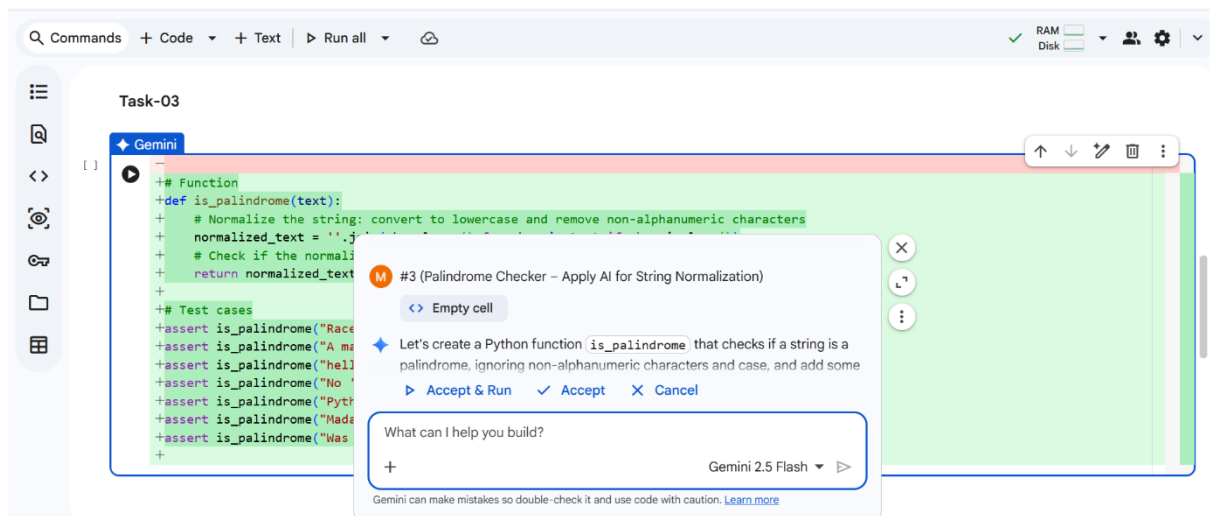 Commands + Code + Text Run all RAM
Disk
Task-03
Gemini
[ ]
−
+# Function
+def is_palindrome(text):
+    # Normalize the string: convert to lowercase and remove non-alphanumeric characters
+    normalized_text = ''.j
+    # Check if the normali
+    return normalized_text
+
+# Test cases
+assert is_palindrome("Race
+assert is_palindrome("A ma
+assert is_palindrome("hell
+assert is_palindrome("No
+assert is_palindrome("Pyth
+assert is_palindrome("Mada
+assert is_palindrome("Was
+
M #3 (Palindrome Checker – Apply AI for String Normalization)
<> Empty cell
Let's create a Python function is_palindrome that checks if a string is a
palindrome, ignoring non-alphanumeric characters and case, and add some
Accept & Run Accept Cancel
What can I help you build?
+ Gemini 2.5 Flash
Gemini can make mistakes so double-check it and use code with caution. Learn more